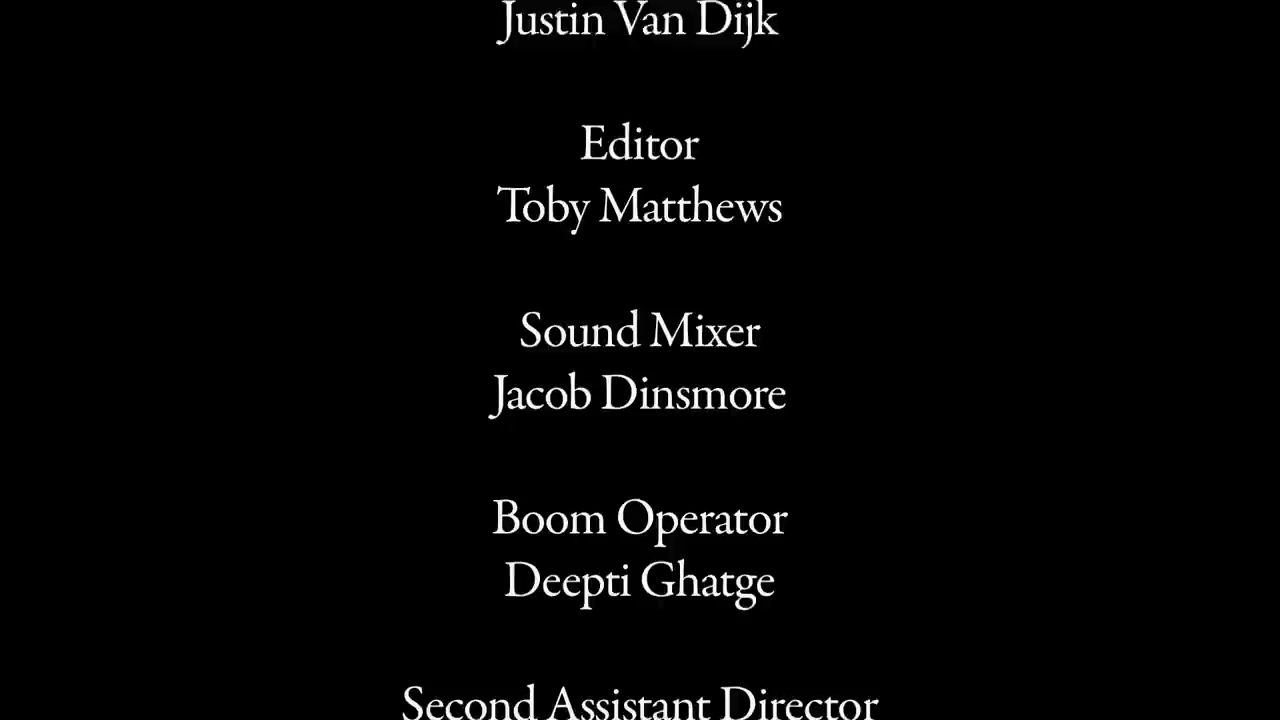 Justin Van Dijk
Editor
Toby Matthews
Sound Mixer
Jacob Dinsmore
Boom Operator
Deepti Ghatge
Second Assistant Director